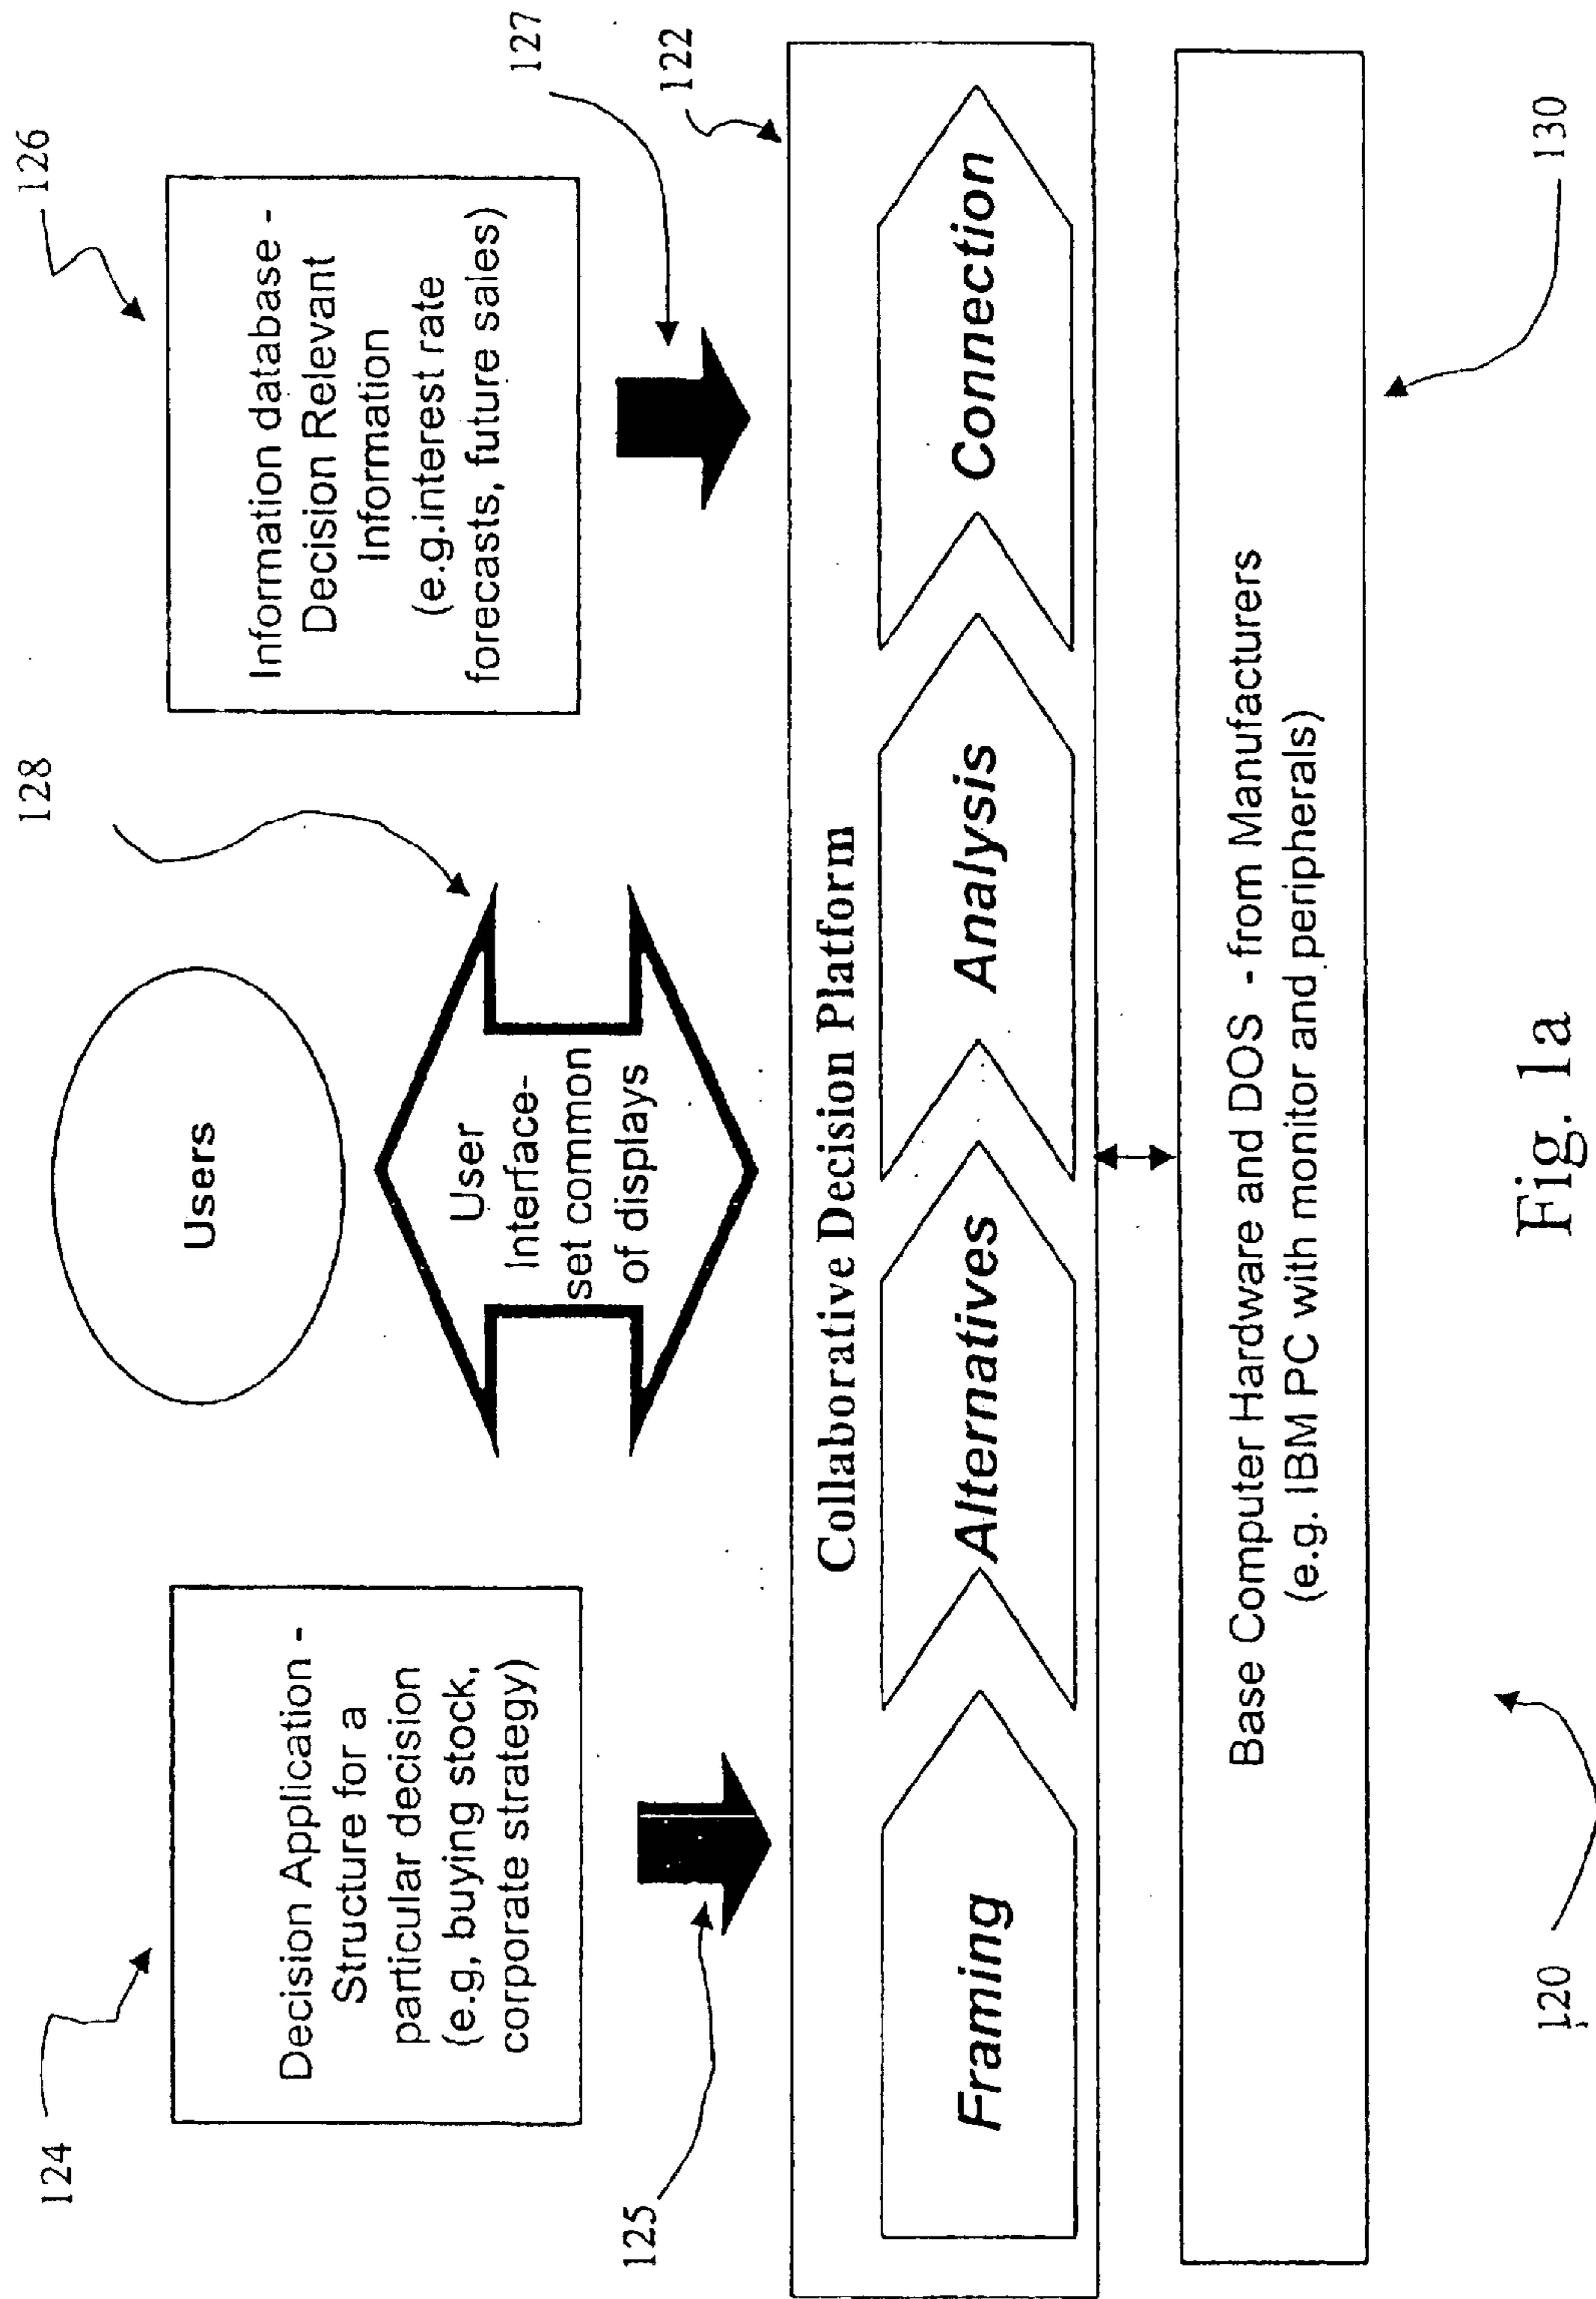 124
Decision Application -
Structure for a
particular decision
(e.g, buying stock,
corporate strategy)
125
Users
128
User
Interface-
set common
of displays
126
Information database -
Decision Relevant
Information
(e.g.interest rate
forecasts, future sales)
127
122
Collaborative Decision Platform
Framing
Alternatives
Analysis
Connection
Base Computer Hardware and DOS - from Manufacturers
(e.g. IBM PC with monitor and peripherals)
130
120
Fig. 1a